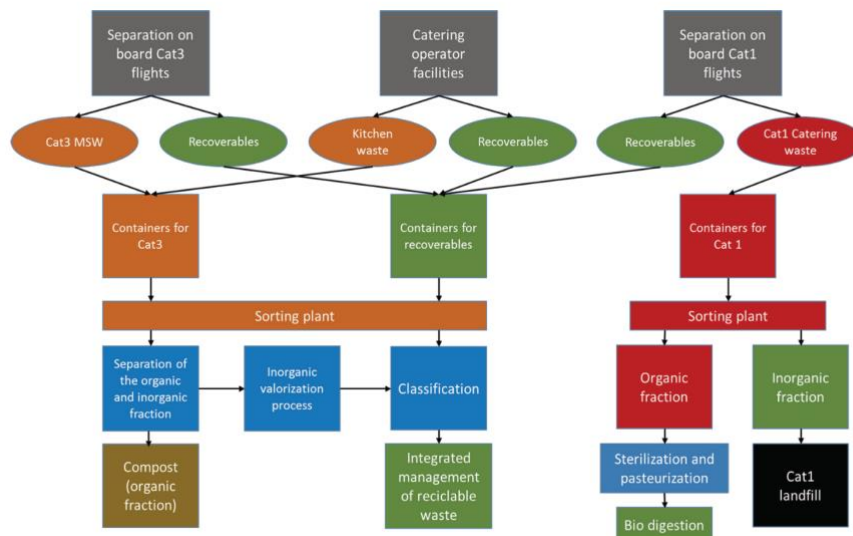 Separation on
board Cat3
flights
Catering
operator
facilities
Separation on
board Cat1
flights
Cat3 MSW
Recoverables
Kitchen
waste
Recoverables
Recoverables
Cat1 Catering
waste
Containers for
Cat3
Containers for
recoverables
Containers for
Cat 1
Sorting plant
Sorting plant
Separation of
the organic
and inorganic
fraction
Inorganic
valorization
process
Classification
Organic
fraction
Inorganic
fraction
Compost
(organic
fraction)
Integrated
management
of reciclable
waste
Sterilization and
pasteurization
Cat1
landfill
Bio digestion